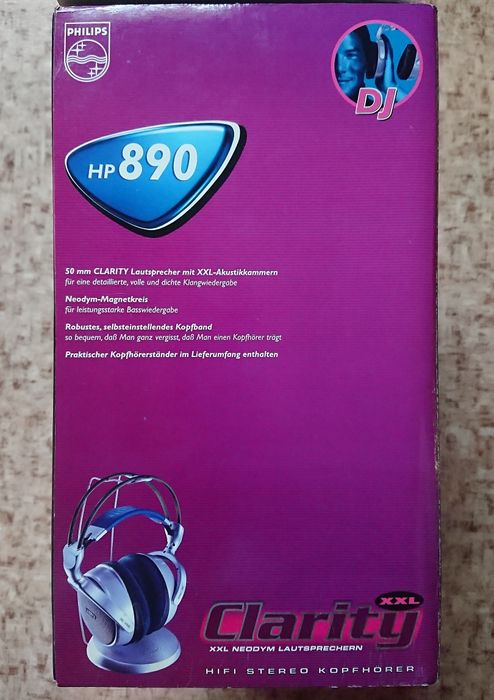 PHILIPS
DJ
HP 890
50 mm CLARITY Lautsprecher mit XXL-Akustikkammern
für eine detaillierte, volle und dichte Klangwiedergabe
Neodym-Magnetkreis
für leistungsstarke Basswiedergabe
Robustes, selbsteinstellendes Kopfband
so bequem, daß Man ganz vergisst, daß Man einen Kopfhörer trägt
Praktischer Kopfhörerständer im Lieferumfang enthalten
XXL
Clarity
XXL NEODYM LAUTSPRECHERN
HIFI STEREO KOPFHÖRER